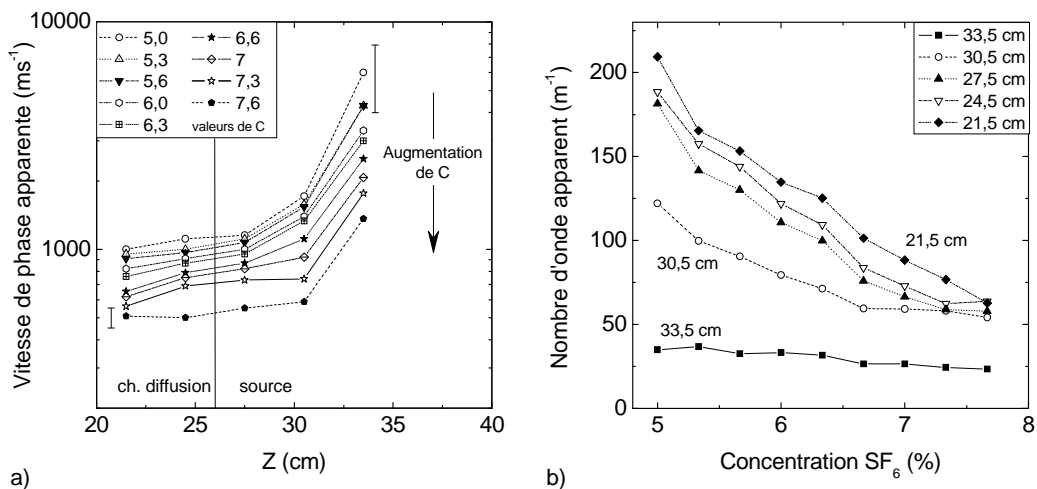 Vitesse de phase apparente (ms-1)
10000
1000
5,0
5,3
5,6
6,0
6,3
6,6
7
7,3
7,6
valeurs de C
Augmentation
de C
ch. diffusion
source
20 25 30 35 40
Z (cm)
a)
Nombre d'onde apparent (m-1)
200
150
100
50
0
33,5 cm
30,5 cm
27,5 cm
24,5 cm
21,5 cm
21,5 cm
30,5 cm
33,5 cm
5 6 7 8
Concentration SF6 (%)
b)